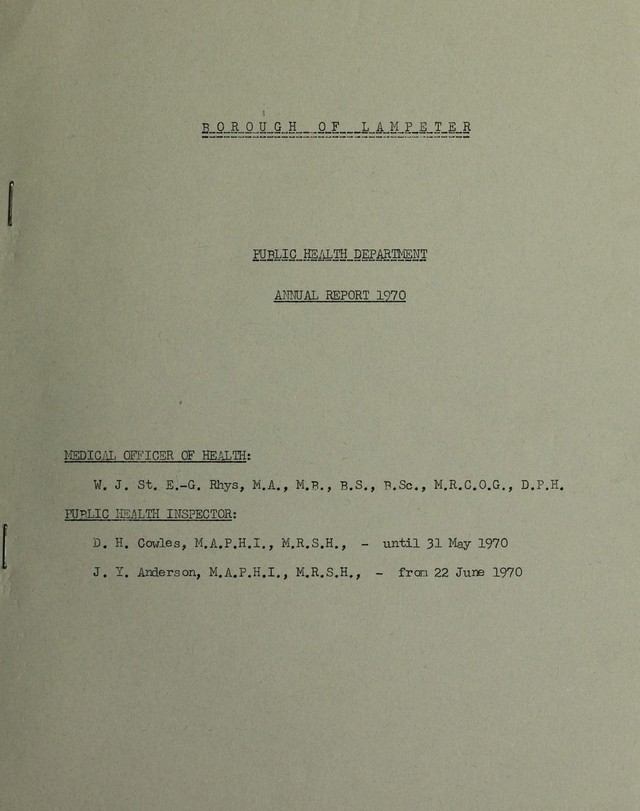 BOROUGH OF LAMPETER
PUBLIC HEALTH DEPARTMENT
ANNUAL REPORT 1970
MEDICAL OFFICER OF HEALTH:
W. J. St. E.-G. Rhys, M.A., M.B., B.S., B.Sc., M.R.C.O.G., D.P.H.
PUBLIC HEALTH INSPECTOR:
D. H. Cowles, M.A.P.H.I., M.R.S.H., - until 31 May 1970
J. Y. Anderson, M.A.P.H.I., M.R.S.H., - from 22 June 1970